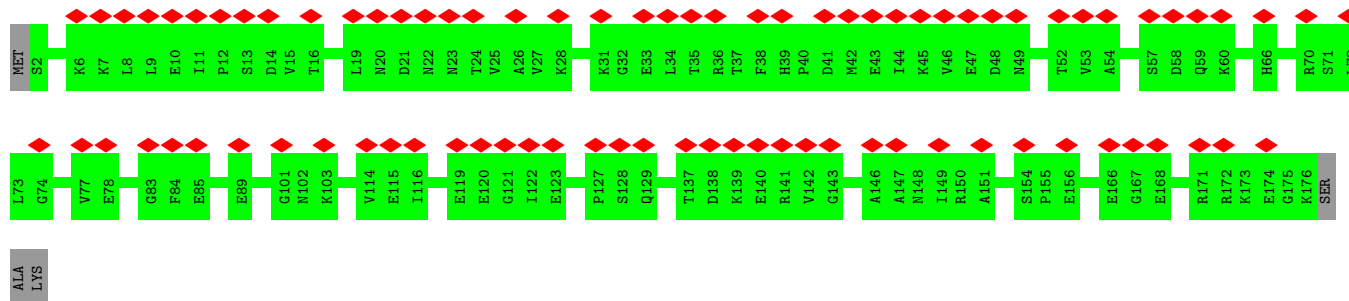 MET S2 K6 K7 L8 L9 E10 I11 P12 S13 D14 V15 T16 L19 N20 D21 N22 N23 T24 V25 A26 V27 K28 K31 G32 E33 L34 T35 R36 T37 F38 H39 P40 D41 M42 E43 I44 K45 V46 E47 D48 N49 T52 V53 A54 S57 D58 Q59 K60 H66 R70 S71
L73 G74 V77 E78 G83 F84 E85 E89 G101 N102 K103 V114 E115 I116 E119 E120 G121 I122 E123 P127 S128 Q129 T137 D138 K139 E140 R141 V142 G143 A146 A147 N148 I149 R150 A151 S154 P155 E156 E166 G167 E168 R171 R172 K173 E174 G175 K176 SER
ALA LYS